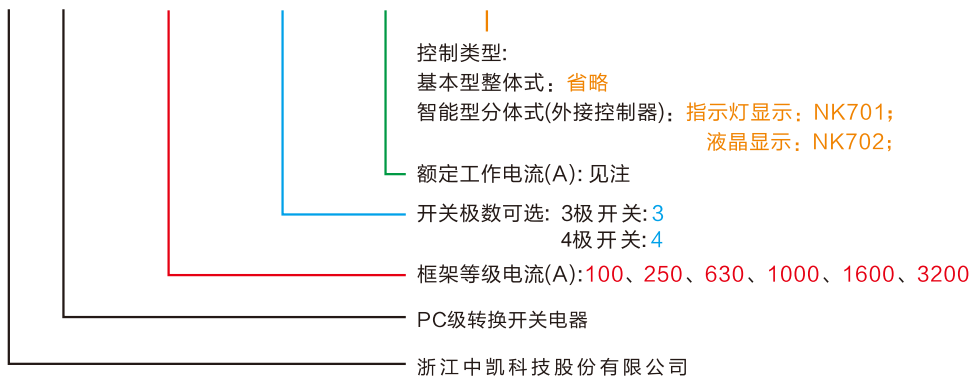 控制类型:
基本型整体式：省略
智能型分体式(外接控制器)：指示灯显示：NK701；
液晶显示：NK702；
额定工作电流(A): 见注
开关极数可选: 3极开关:3
4极开关:4
框架等级电流(A):100、250、630、1000、1600、3200
PC级转换开关电器
浙江中凯科技股份有限公司